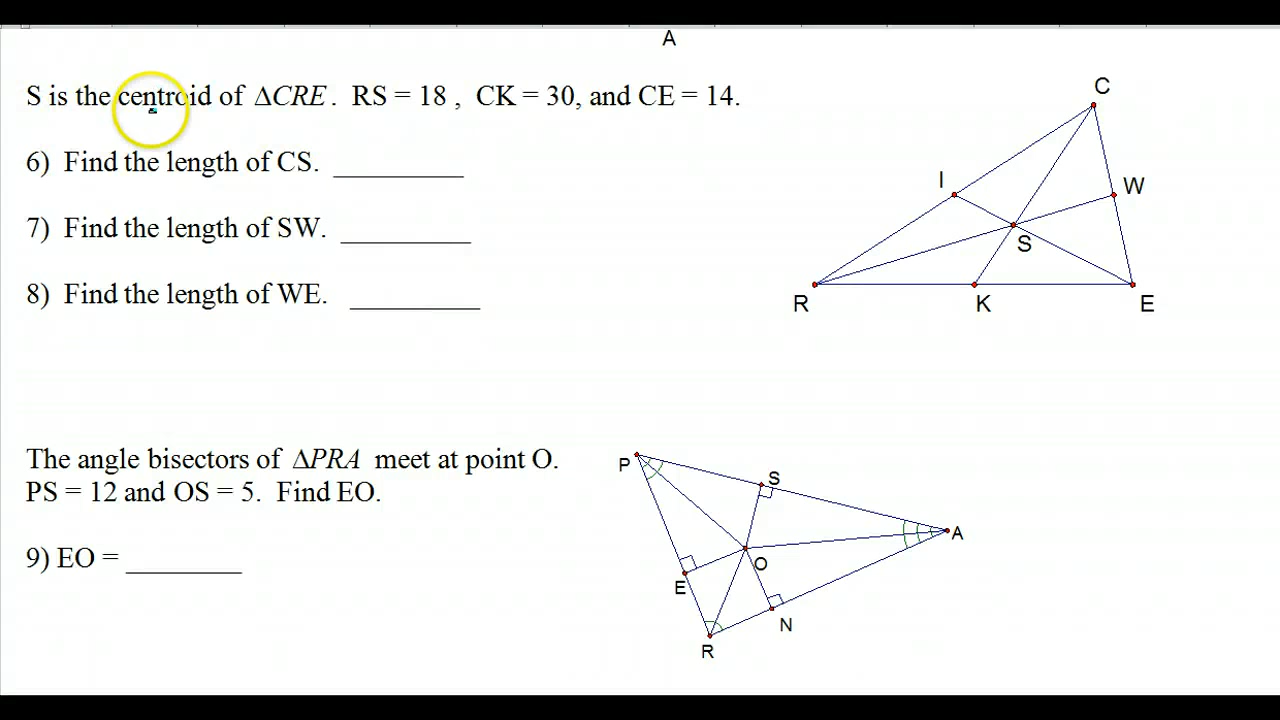 A
S is the centroid of ΔCRE. RS = 18 , CK = 30, and CE = 14.
6) Find the length of CS. __________
7) Find the length of SW. __________
8) Find the length of WE. __________
C
I
W
S
R
K
E
The angle bisectors of ΔPRA meet at point O.
PS = 12 and OS = 5. Find EO.
9) EO = _________
P
S
A
O
E
N
R